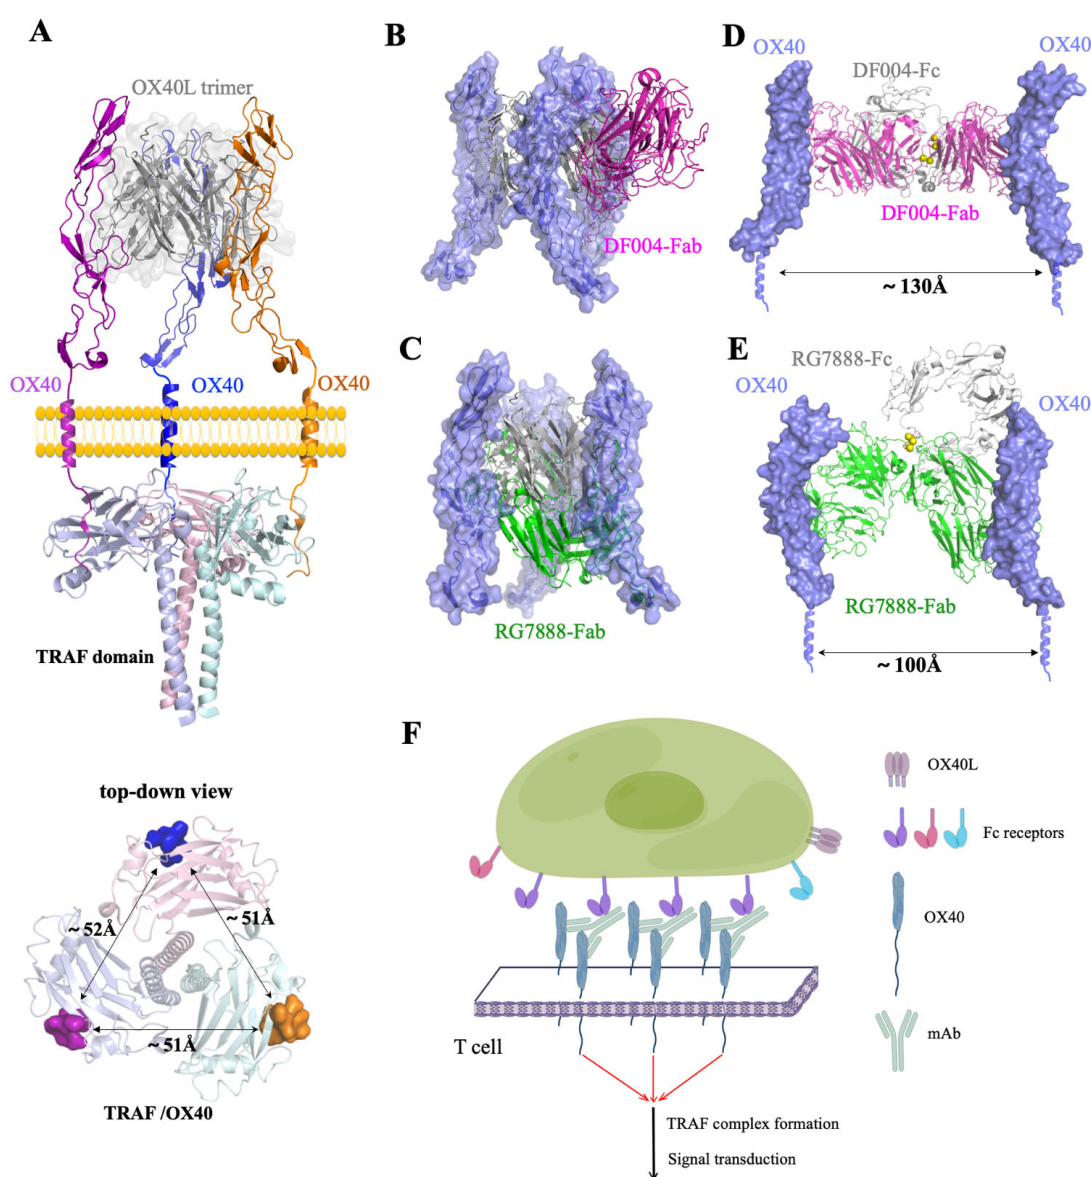 A
OX40L trimer
OX40
OX40
OX40
TRAF domain
top-down view
~ 52Å
~ 51Å
~ 51Å
TRAF /OX40
B
DF004-Fab
C
RG7888-Fab
D
OX40
OX40
DF004-Fc
DF004-Fab
~ 130Å
E
RG7888-Fc
OX40
OX40
RG7888-Fab
~ 100Å
F
T cell
TRAF complex formation
Signal transduction
OX40L
Fc receptors
OX40
mAb